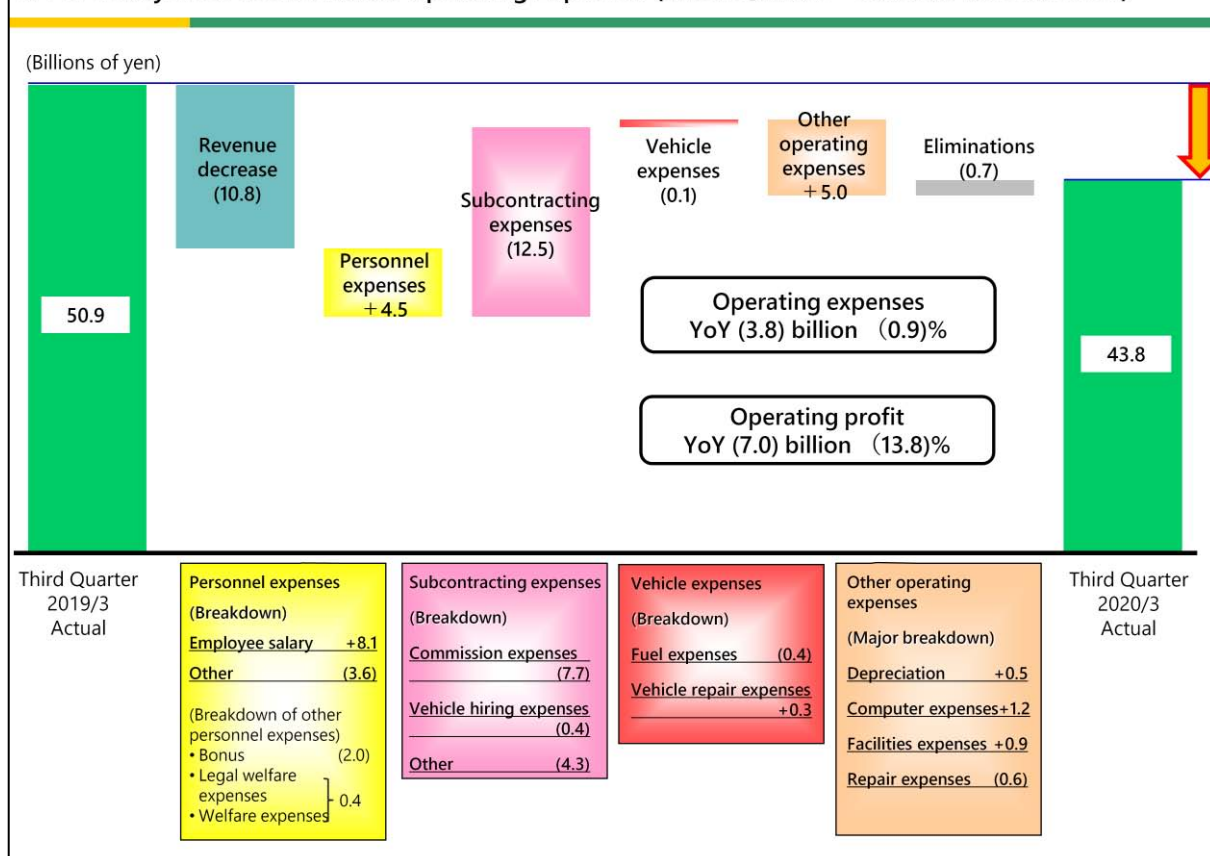 (Billions of yen)
Revenue
decrease
(10.8)
Personnel
expenses
+4.5
Subcontracting
expenses
(12.5)
Vehicle
expenses
(0.1)
Other
operating
expenses
+5.0
Eliminations
(0.7)
50.9
Operating expenses
YoY (3.8) billion (0.9)%
Operating profit
YoY (7.0) billion (13.8)%
43.8
Third Quarter
2019/3
Actual
Personnel expenses
(Breakdown)
Employee salary +8.1
Other (3.6)
(Breakdown of other
personnel expenses)
• Bonus (2.0)
• Legal welfare
expenses
0.4
• Welfare expenses
Subcontracting expenses
(Breakdown)
Commission expenses
(7.7)
Vehicle hiring expenses
(0.4)
Other (4.3)
Vehicle expenses
(Breakdown)
Fuel expenses (0.4)
Vehicle repair expenses
+0.3
Other operating
expenses
(Major breakdown)
Depreciation +0.5
Computer expenses+1.2
Facilities expenses +0.9
Repair expenses (0.6)
Third Quarter
2020/3
Actual